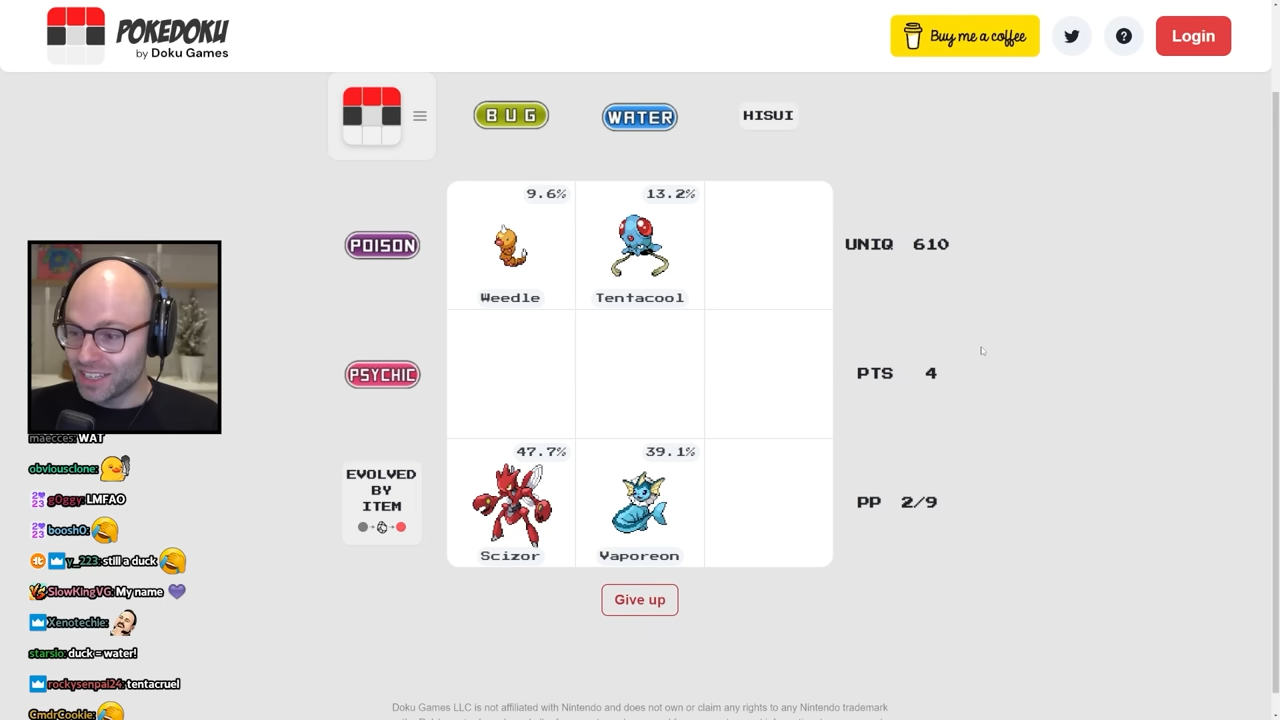 POKEDOKU
by Doku Games
Buy me a coffee
?
Login
BUG
WATER
HISUI
9.6%
13.2%
POISON
Weedle
Tentacool
UNIQ 610
PSYCHIC
PTS 4
47.7%
39.1%
EVOLVED
BY
ITEM
Scizor
Vaporeon
PP 2/9
Give up
maecces: WAT
obviousclone:
g0ggy: LMFAO
boosh0:
y_223: still a duck
SlowKingVG: My name
Xenotechie:
starsio: duck = water!
rockysenpai24: tentacruel
CmdrCookie:
Doku Games LLC is not affiliated with Nintendo and does not own or claim any rights to any Nintendo trademark